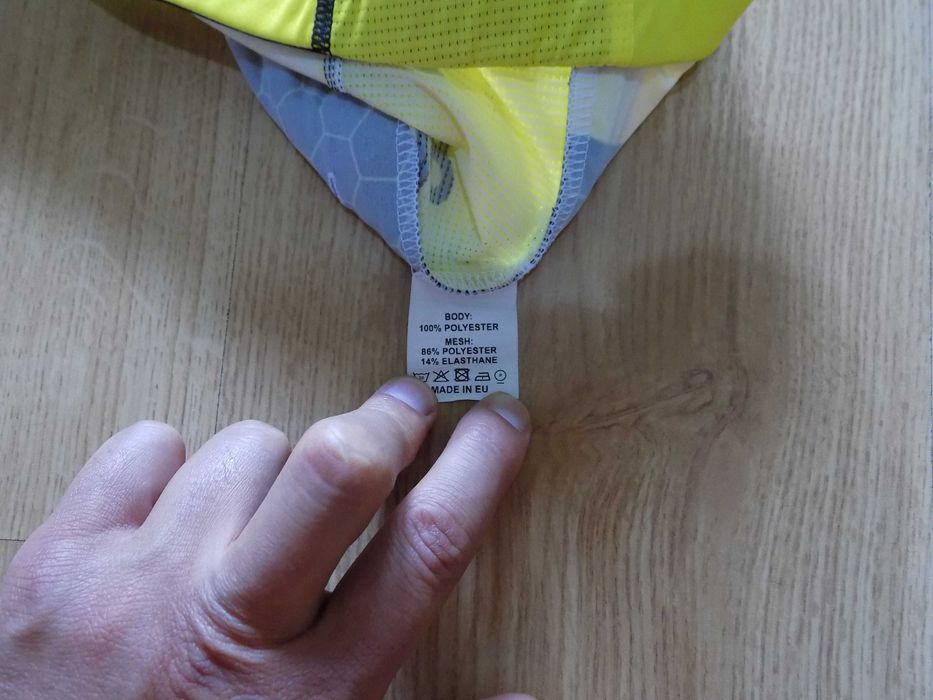 BODY:
100% POLYESTER
MESH:
86% POLYESTER
14% ELASTHANE
MADE IN EU